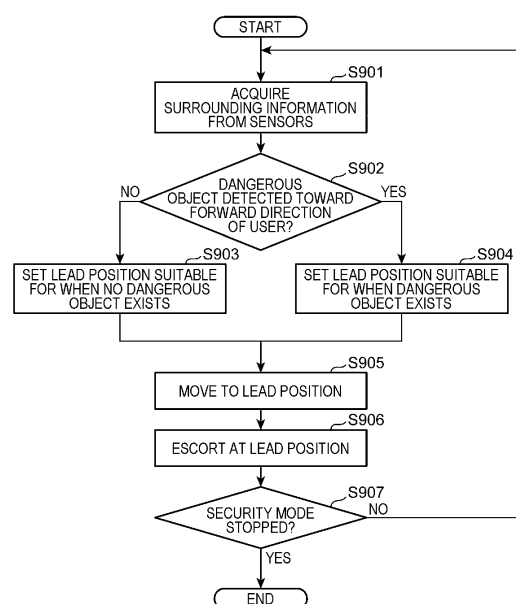 START
S901
ACQUIRE
SURROUNDING INFORMATION
FROM SENSORS
S902
DANGEROUS
OBJECT DETECTED TOWARD
FORWARD DIRECTION
OF USER?
NO
YES
S903
SET LEAD POSITION SUITABLE
FOR WHEN NO DANGEROUS
OBJECT EXISTS
S904
SET LEAD POSITION SUITABLE
FOR WHEN DANGEROUS
OBJECT EXISTS
S905
MOVE TO LEAD POSITION
S906
ESCORT AT LEAD POSITION
S907
SECURITY MODE
STOPPED?
NO
YES
END